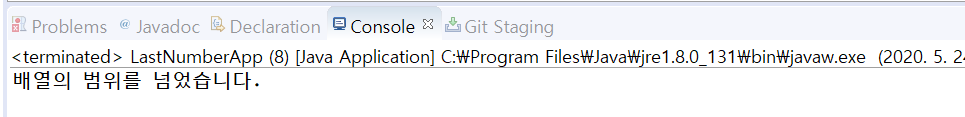 Problems @ Javadoc Declaration Console Git Staging
<terminated> LastNumberApp (8) [Java Application] C:₩Program Files₩Java₩jre1.8.0_131₩bin₩javaw.exe (2020. 5. 24
배열의 범위를 넘었습니다.